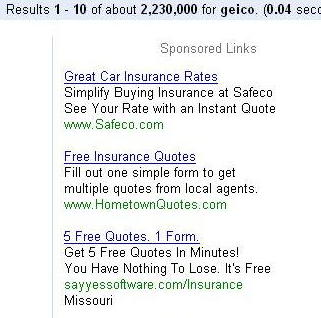 Results 1 - 10 of about 2,230,000 for geico. (0.04 seco
Sponsored Links
Great Car Insurance Rates
Simplify Buying Insurance at Safeco
See Your Rate with an Instant Quote
www.Safeco.com
Free Insurance Quotes
Fill out one simple form to get
multiple quotes from local agents.
www.HometownQuotes.com
5 Free Quotes. 1 Form.
Get 5 Free Quotes In Minutes!
You Have Nothing To Lose. It's Free
sayyessoftware.com/Insurance
Missouri